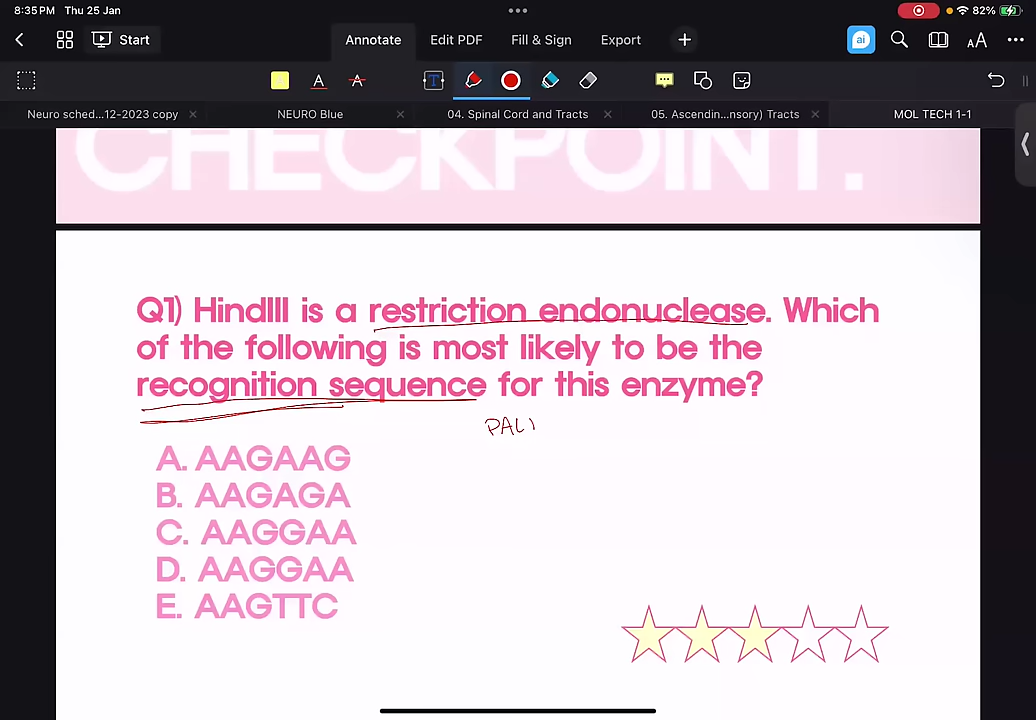 8:35 PM Thu 25 Jan
82%
Start
Annotate
Edit PDF
Fill & Sign
Export
ai
AA
T
A
A
Neuro sched...12-2023 copy
NEURO Blue
04. Spinal Cord and Tracts
05. Ascendin...nsory) Tracts
MOL TECH 1-1
CHECKPOINT.
Q1) HindIII is a restriction endonuclease. Which
of the following is most likely to be the
recognition sequence for this enzyme?
PALI
A. AAGAAG
B. AAGAGA
C. AAGGAA
D. AAGGAA
E. AAGTTC